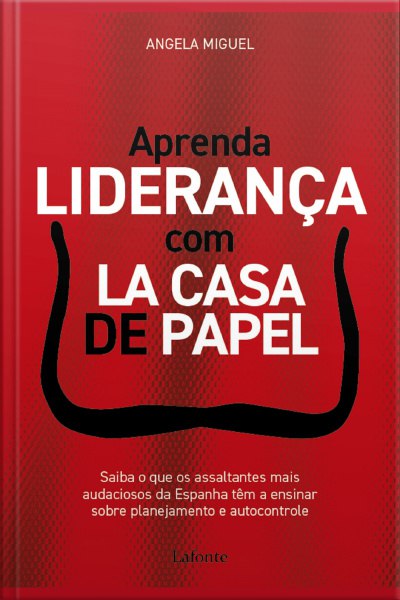 ANGELA MIGUEL
Aprenda
LIDERANÇA
com
LA CASA
DE PAPEL
Saiba o que os assaltantes mais
audaciosos da Espanha têm a ensinar
sobre planejamento e autocontrole
Lafonte